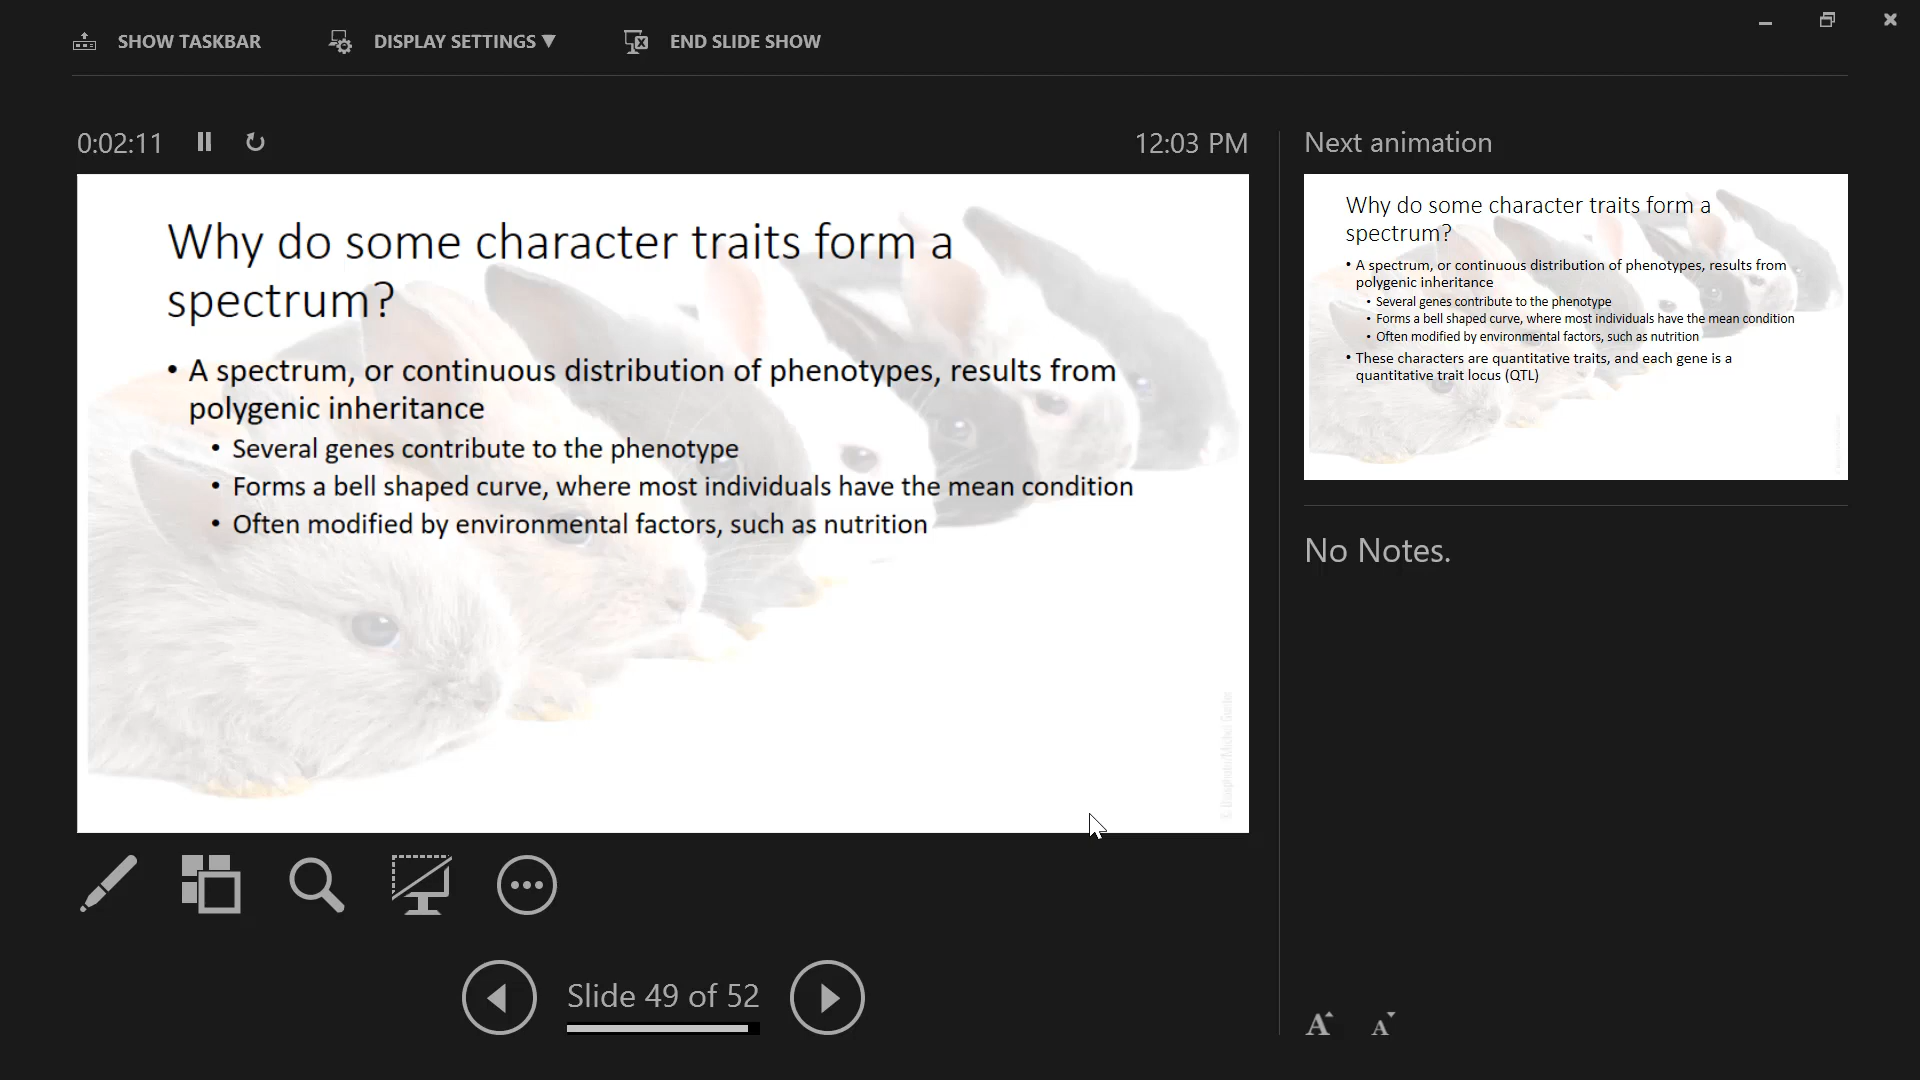 SHOW TASKBAR
DISPLAY SETTINGS ▼
END SLIDE SHOW
0:02:11
12:03 PM
Why do some character traits form a
spectrum?
• A spectrum, or continuous distribution of phenotypes, results from
polygenic inheritance
• Several genes contribute to the phenotype
• Forms a bell shaped curve, where most individuals have the mean condition
• Often modified by environmental factors, such as nutrition
Slide 49 of 52
Next animation
Why do some character traits form a
spectrum?
• A spectrum, or continuous distribution of phenotypes, results from
polygenic inheritance
• Several genes contribute to the phenotype
• Forms a bell shaped curve, where most individuals have the mean condition
• Often modified by environmental factors, such as nutrition
• These characters are quantitative traits, and each gene is a
quantitative trait locus (QTL)
No Notes.
A A